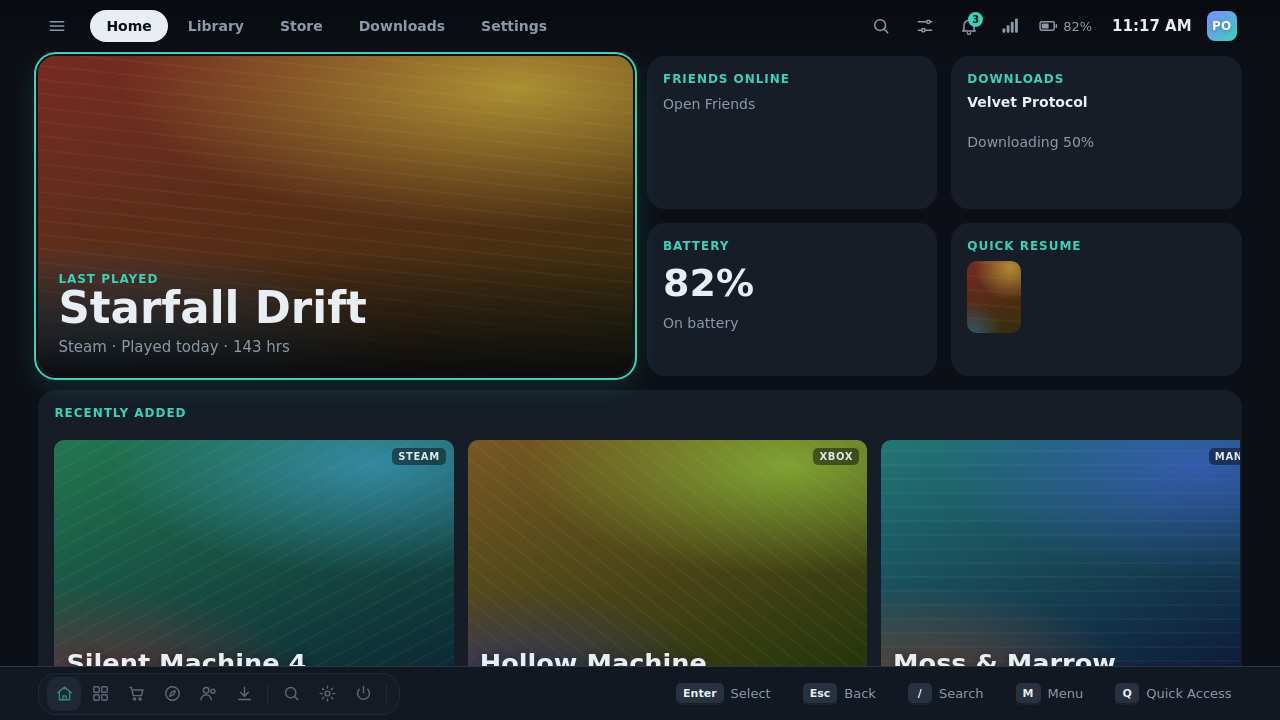 Home
Library
Store
Downloads
Settings
3
82%
11:17 AM
PO
LAST PLAYED
Starfall Drift
Steam · Played today · 143 hrs
FRIENDS ONLINE
Open Friends
DOWNLOADS
Velvet Protocol
Downloading 50%
BATTERY
82%
On battery
QUICK RESUME
RECENTLY ADDED
STEAM
Silent Machine 4
XBOX
Hollow Machine
MAN
Moss & Marrow
Enter Select
Esc Back
/ Search
M Menu
Q Quick Access